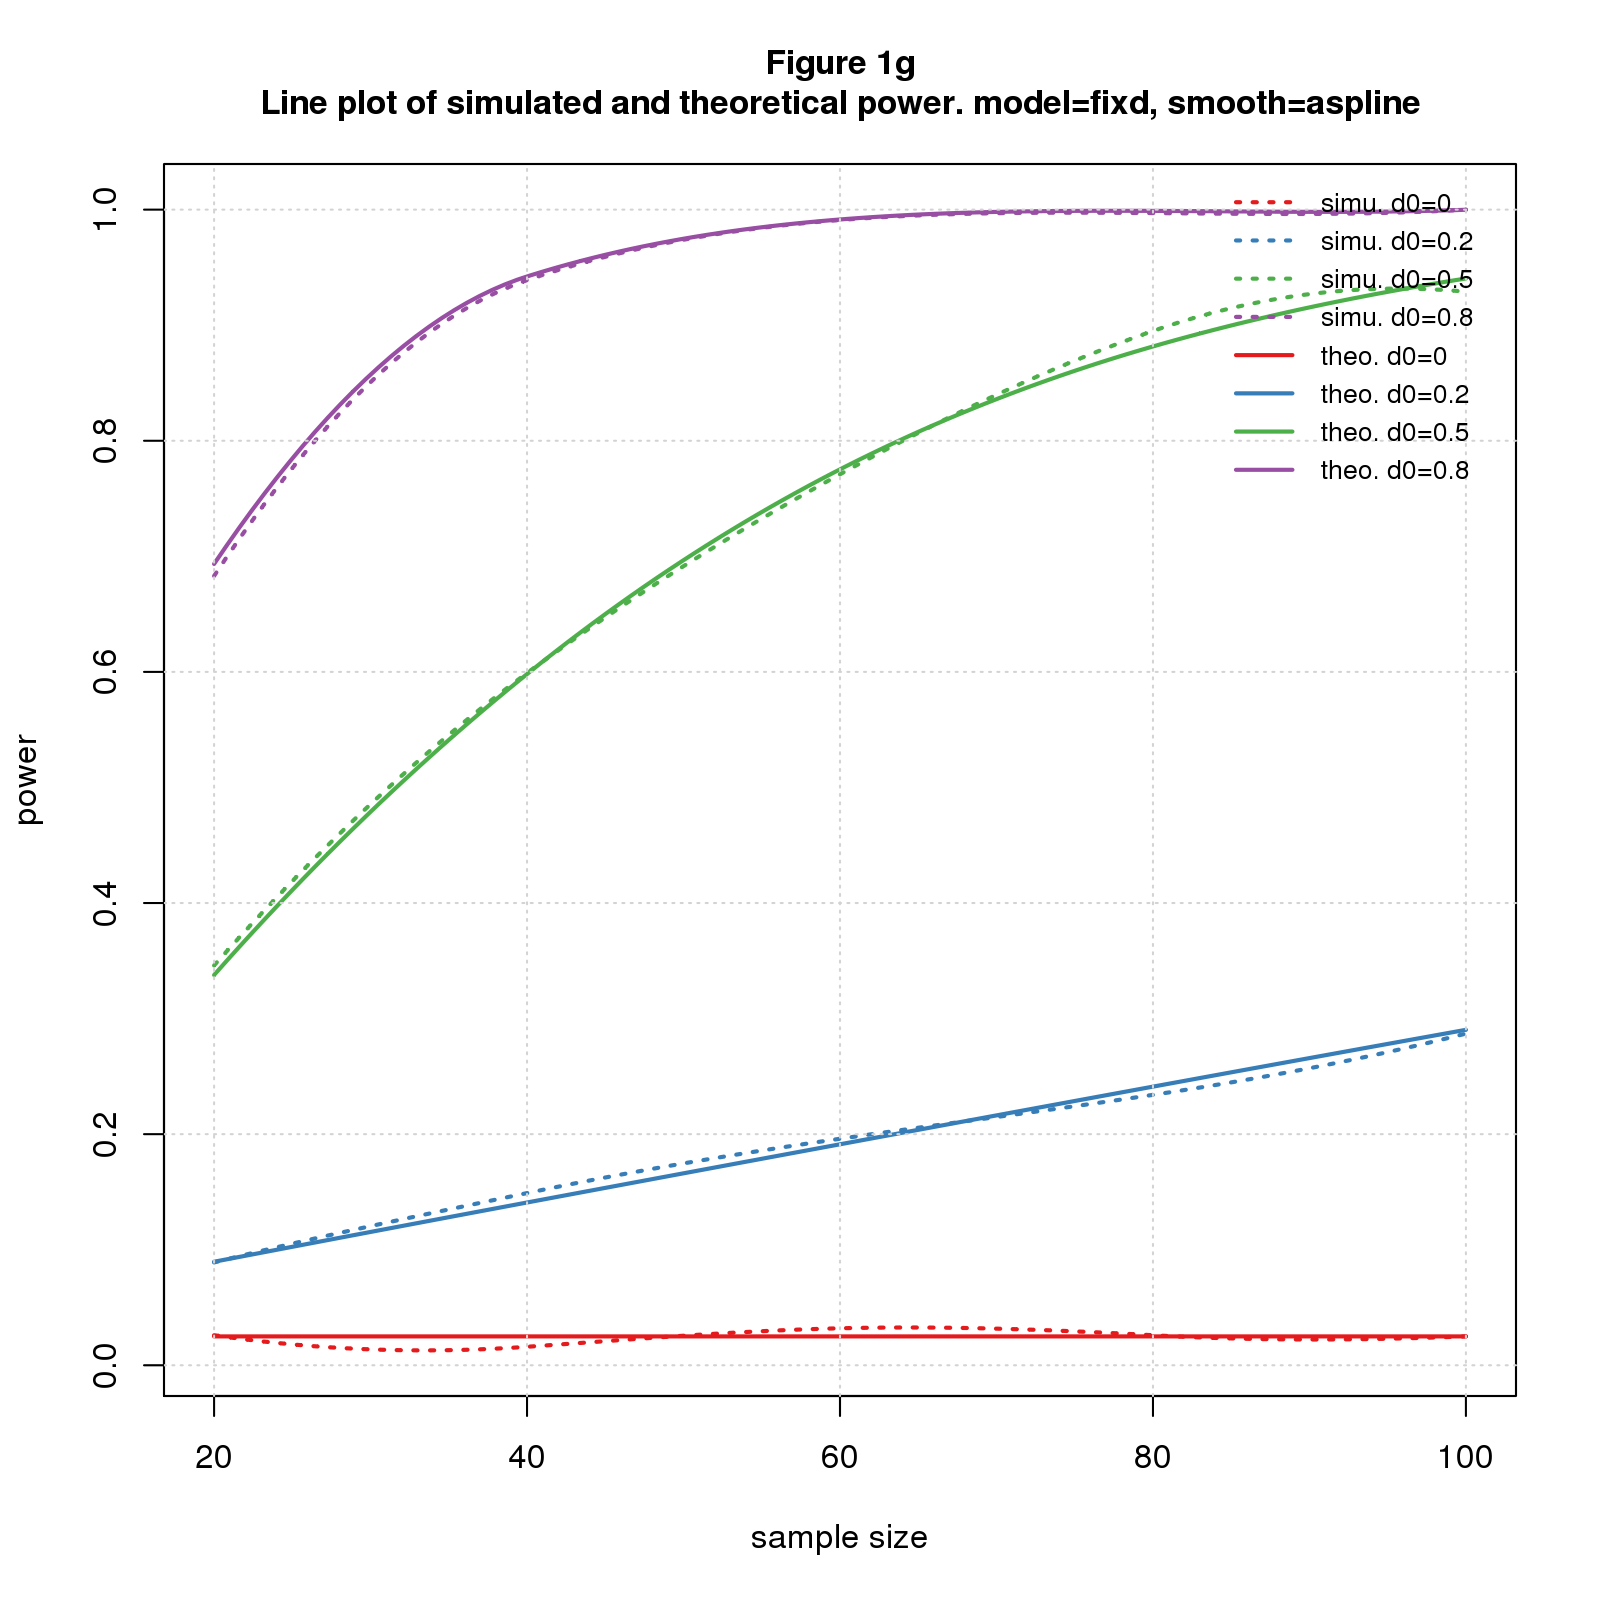 Figure 1g
Line plot of simulated and theoretical power. model=fixd, smooth=aspline
power
1.0
0.8
0.6
0.4
0.2
0.0
simu. d0=0
simu. d0=0.2
simu. d0=0.5
simu. d0=0.8
theo. d0=0
theo. d0=0.2
theo. d0=0.5
theo. d0=0.8
20 40 60 80 100
sample size